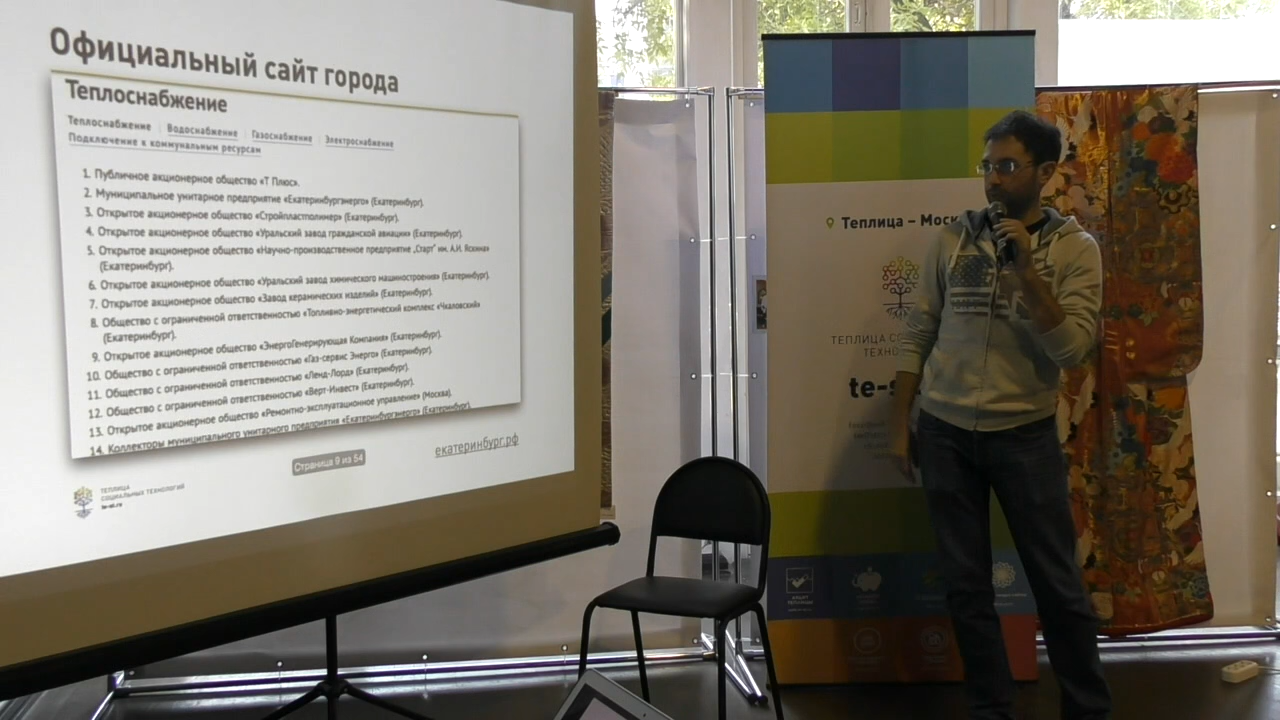 Официальный сайт города
Теплоснабжение
Теплоснабжение Водоснабжение Газоснабжение Электроснабжение
Подключение к коммунальным ресурсам
1. Публичное акционерное общество «Т Плюс».
2. Муниципальное унитарное предприятие «Екатеринбургэнерго» (Екатеринбург).
3. Открытое акционерное общество «Стройпластполимер» (Екатеринбург).
4. Открытое акционерное общество «Уральский завод гражданской авиации» (Екатеринбург).
5. Открытое акционерное общество «Научно-производственное предприятие „Старт" им. А.И. Яскина»
(Екатеринбург).
6. Открытое акционерное общество «Уральский завод химического машиностроения» (Екатеринбург).
7. Открытое акционерное общество «Завод керамических изделий» (Екатеринбург).
8. Общество с ограниченной ответственностью «Топливно-энергетический комплекс «Чкаловский»
(Екатеринбург).
9. Открытое акционерное общество «ЭнергоГенерирующая Компания» (Екатеринбург).
10. Общество с ограниченной ответственностью «Газ-сервис Энерго» (Екатеринбург).
11. Общество с ограниченной ответственностью «Ленд-Лорд» (Екатеринбург).
12. Общество с ограниченной ответственностью «Верт-Инвест» (Екатеринбург).
13. Открытое акционерное общество «Ремонтно-эксплуатационное управление» (Москва).
14. Коллекторы муниципального унитарного предприятия «Екатеринбургэнерго» (Екатеринбург).
екатеринбург.рф
Страница 9 из 54
ТЕПЛИЦА
СОЦИАЛЬНЫХ ТЕХНОЛОГИЙ
te-st.ru
Теплица – Моск
ТЕПЛИЦА СО
ТЕХНО
te-s